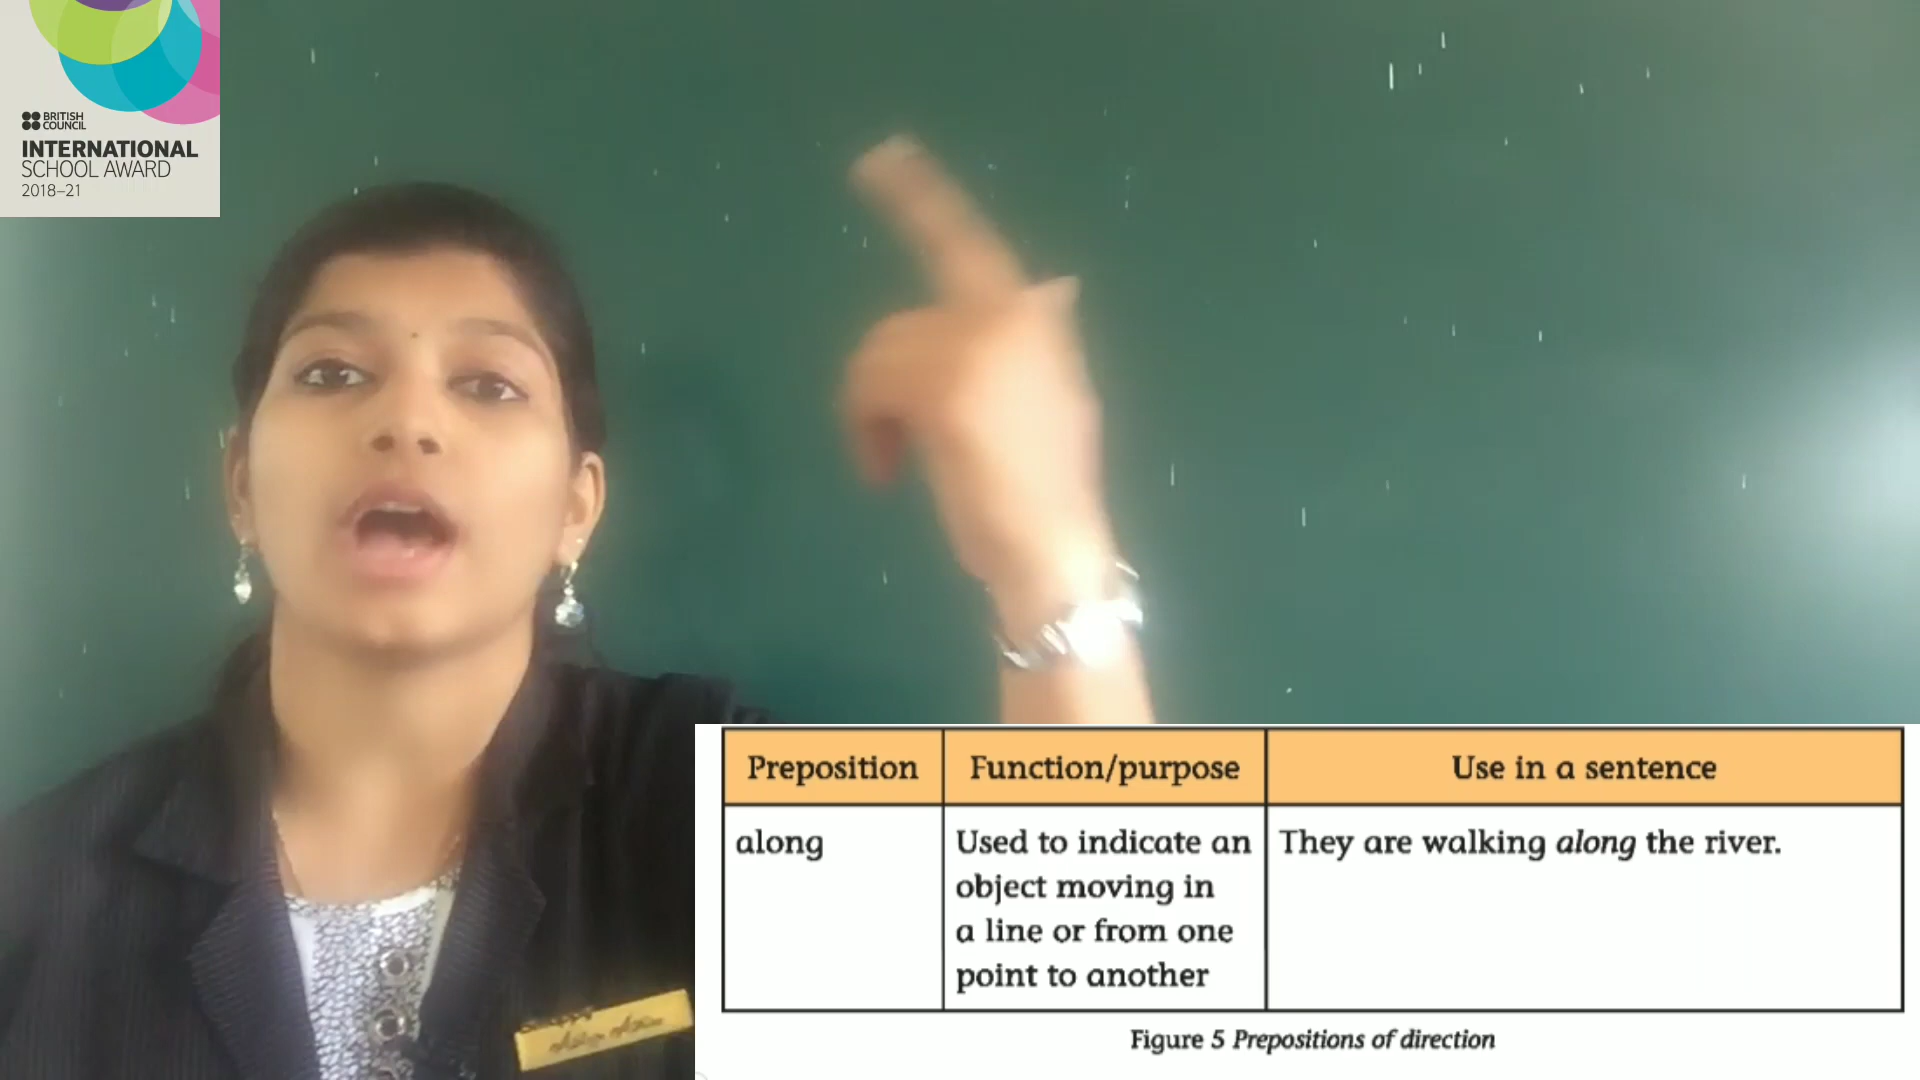 BRITISH
COUNCIL
INTERNATIONAL
SCHOOL AWARD
2018–21
Preposition Function/purpose Use in a sentence
along Used to indicate an They are walking along the river.
object moving in
a line or from one
point to another
Figure 5 Prepositions of direction